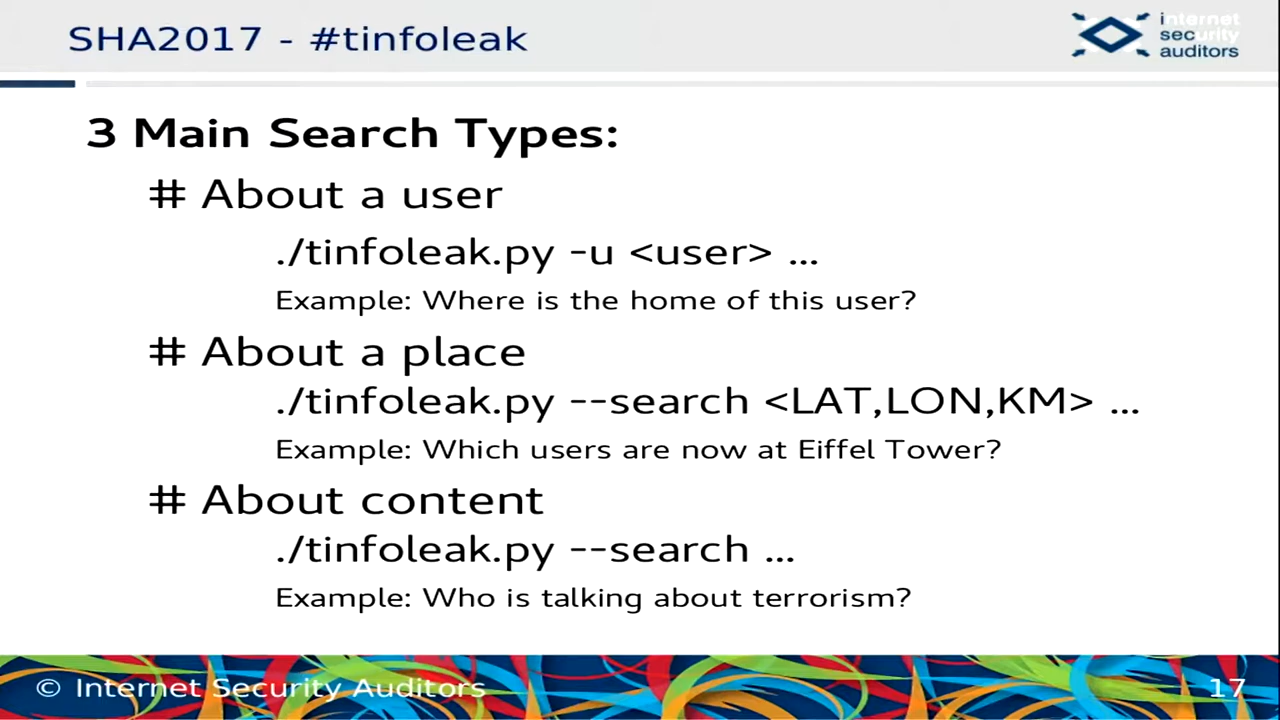 SHA2017 - #tinfoleak
internet
security
auditors
3 Main Search Types:
# About a user
./tinfoleak.py -u <user> ...
Example: Where is the home of this user?
# About a place
./tinfoleak.py --search <LAT,LON,KM> ...
Example: Which users are now at Eiffel Tower?
# About content
./tinfoleak.py --search ...
Example: Who is talking about terrorism?
© Internet Security Auditors
17